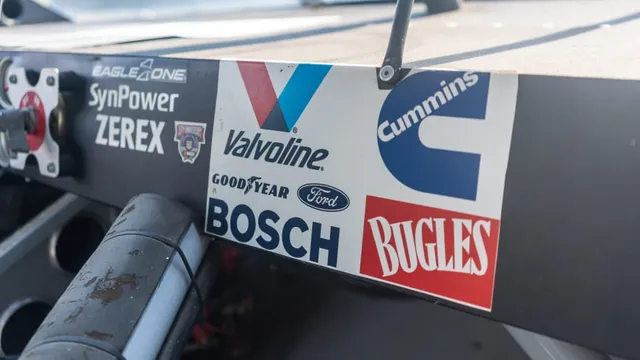 EAGLE ONE
SynPower
ZEREX
Valvoline
GOODYEAR
Ford
BOSCH
Cummins
BUGLES